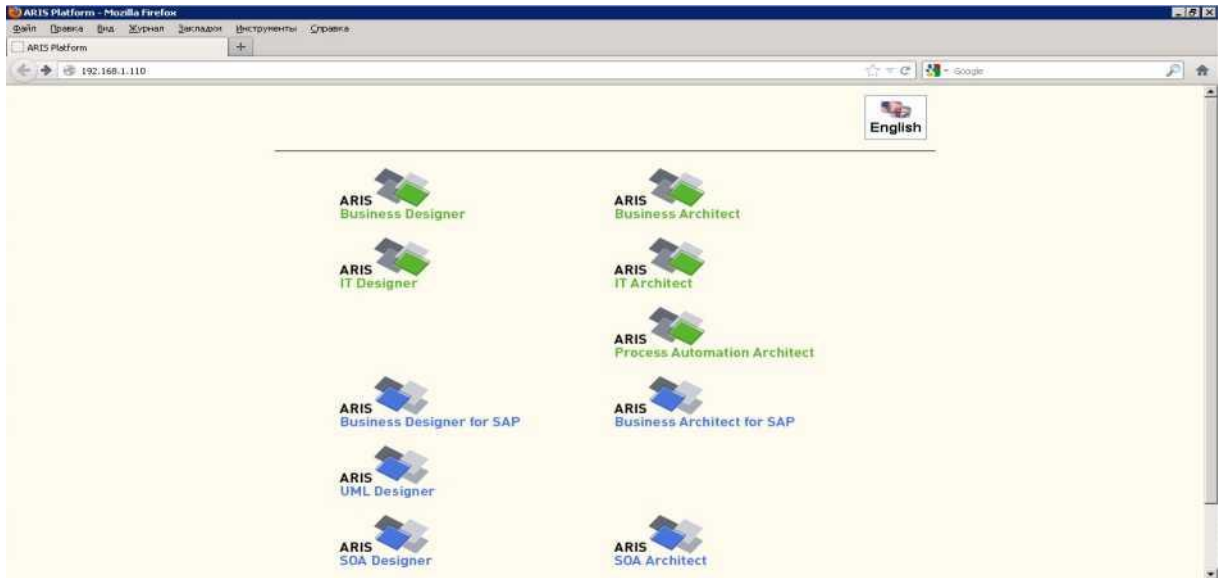 ARIS Platform - Mozilla Firefox
Файл Правка Вид Журнал Закладки Инструменты Справка
ARIS Platform
192.168.1.110
Google
English
ARIS
Business Designer
ARIS
Business Architect
ARIS
IT Designer
ARIS
IT Architect
ARIS
Process Automation Architect
ARIS
Business Designer for SAP
ARIS
Business Architect for SAP
ARIS
UML Designer
ARIS
SOA Designer
ARIS
SOA Architect